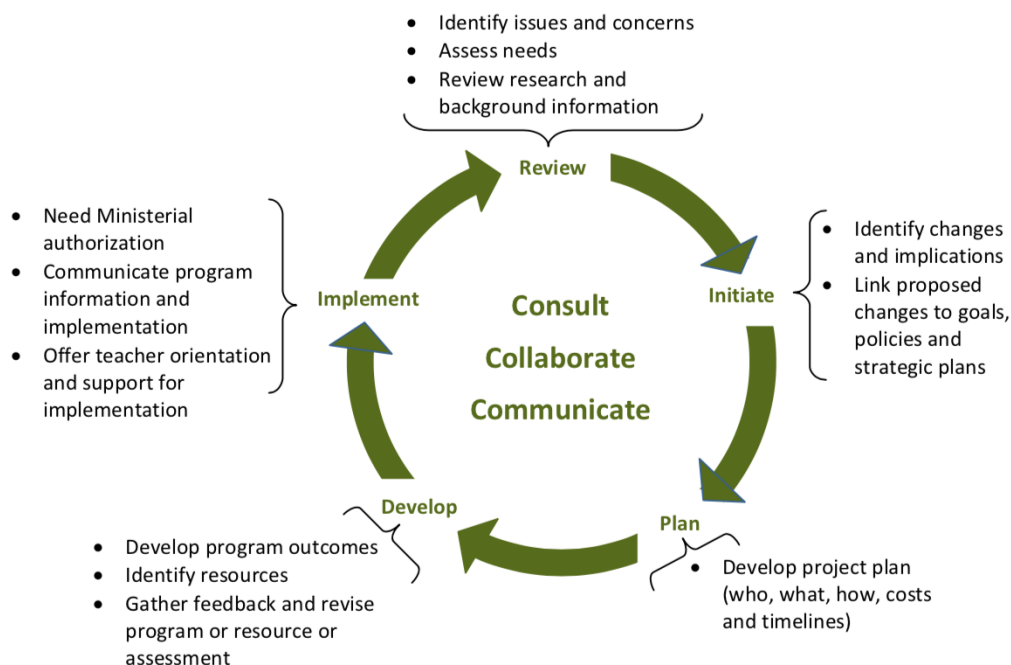 • Identify issues and concerns
• Assess needs
• Review research and
background information
Review
• Identify changes
and implications
• Link proposed
changes to goals,
policies and
strategic plans
Initiate
• Need Ministerial
authorization
• Communicate program
information and
implementation
• Offer teacher orientation
and support for
implementation
Implement
Consult
Collaborate
Communicate
Develop
• Develop program outcomes
• Identify resources
• Gather feedback and revise
program or resource or
assessment
Plan
• Develop project plan
(who, what, how, costs
and timelines)